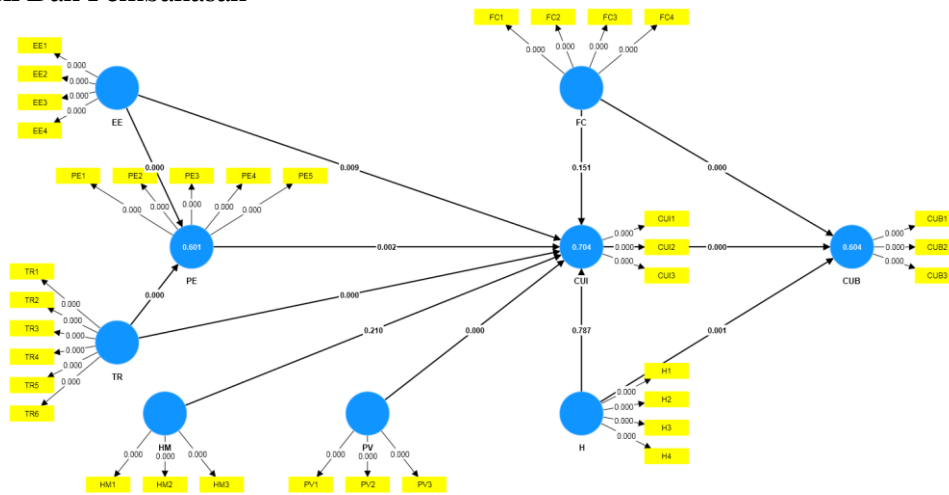 Dan Pembahasan
FC1 FC2 FC3 FC4
0.000 0.000 0.000 0.000
FC
EE1
EE2
EE3
EE4
0.000
0.000
0.000
0.000
EE
0.000
0.009
0.151
0.000
PE1 PE2 PE3 PE4 PE5
0.000 0.000 0.000 0.000 0.000
0.601
PE
0.002
0.704
CUI
CUI1
CUI2
CUI3
0.000
0.000
0.000
0.000
0.604
CUB
0.000
0.000
0.000
CUB1
CUB2
CUB3
TR1
TR2
TR3
TR4
TR5
TR6
0.000
0.000
0.000
0.000
0.000
0.000
TR
0.000
0.000
0.210
0.000
0.787
0.001
HM
0.000 0.000 0.000
HM1 HM2 HM3
PV
0.000 0.000 0.000
PV1 PV2 PV3
H
0.000
0.000
0.000
0.000
H1
H2
H3
H4